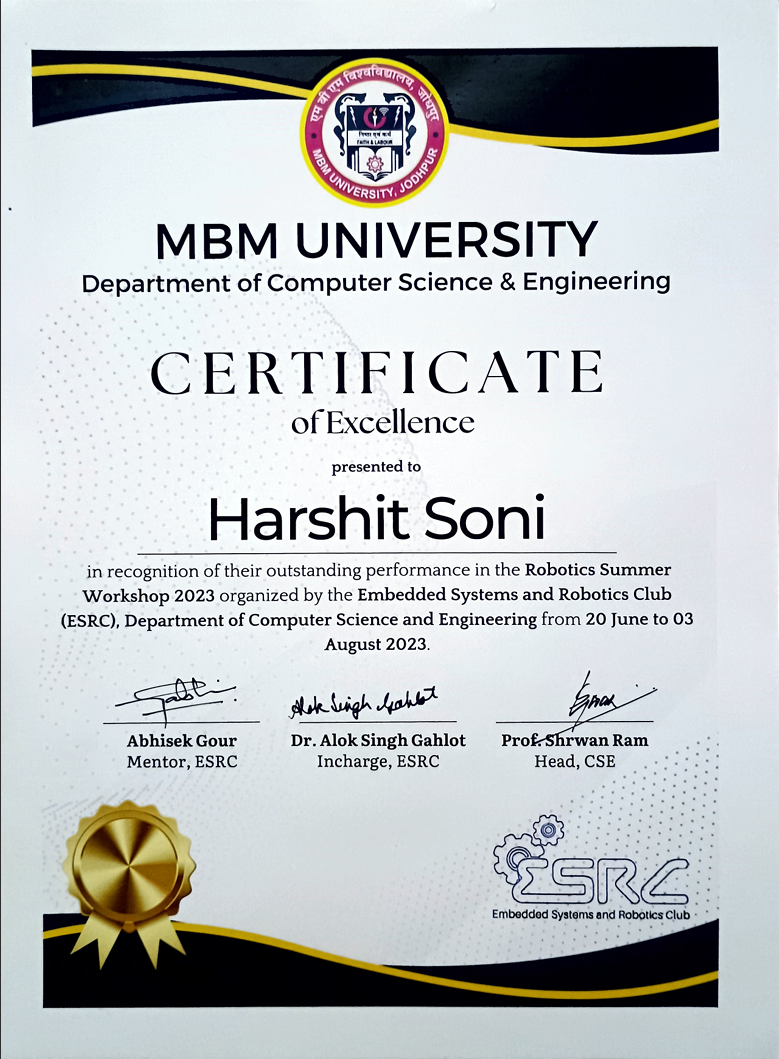 एम बी एम विश्वविद्यालय, जोधपुर
निष्ठा एवं कार्य
FAITH & LABOUR
MBM UNIVERSITY, JODHPUR
MBM UNIVERSITY
Department of Computer Science & Engineering
CERTIFICATE
of Excellence
presented to
Harshit Soni
in recognition of their outstanding performance in the Robotics Summer
Workshop 2023 organized by the Embedded Systems and Robotics Club
(ESRC), Department of Computer Science and Engineering from 20 June to 03
August 2023.
Alok Singh Gahlot
Abhisek Gour
Dr. Alok Singh Gahlot
Prof. Shrwan Ram
Mentor, ESRC
Incharge, ESRC
Head, CSE
ESRC
Embedded Systems and Robotics Club